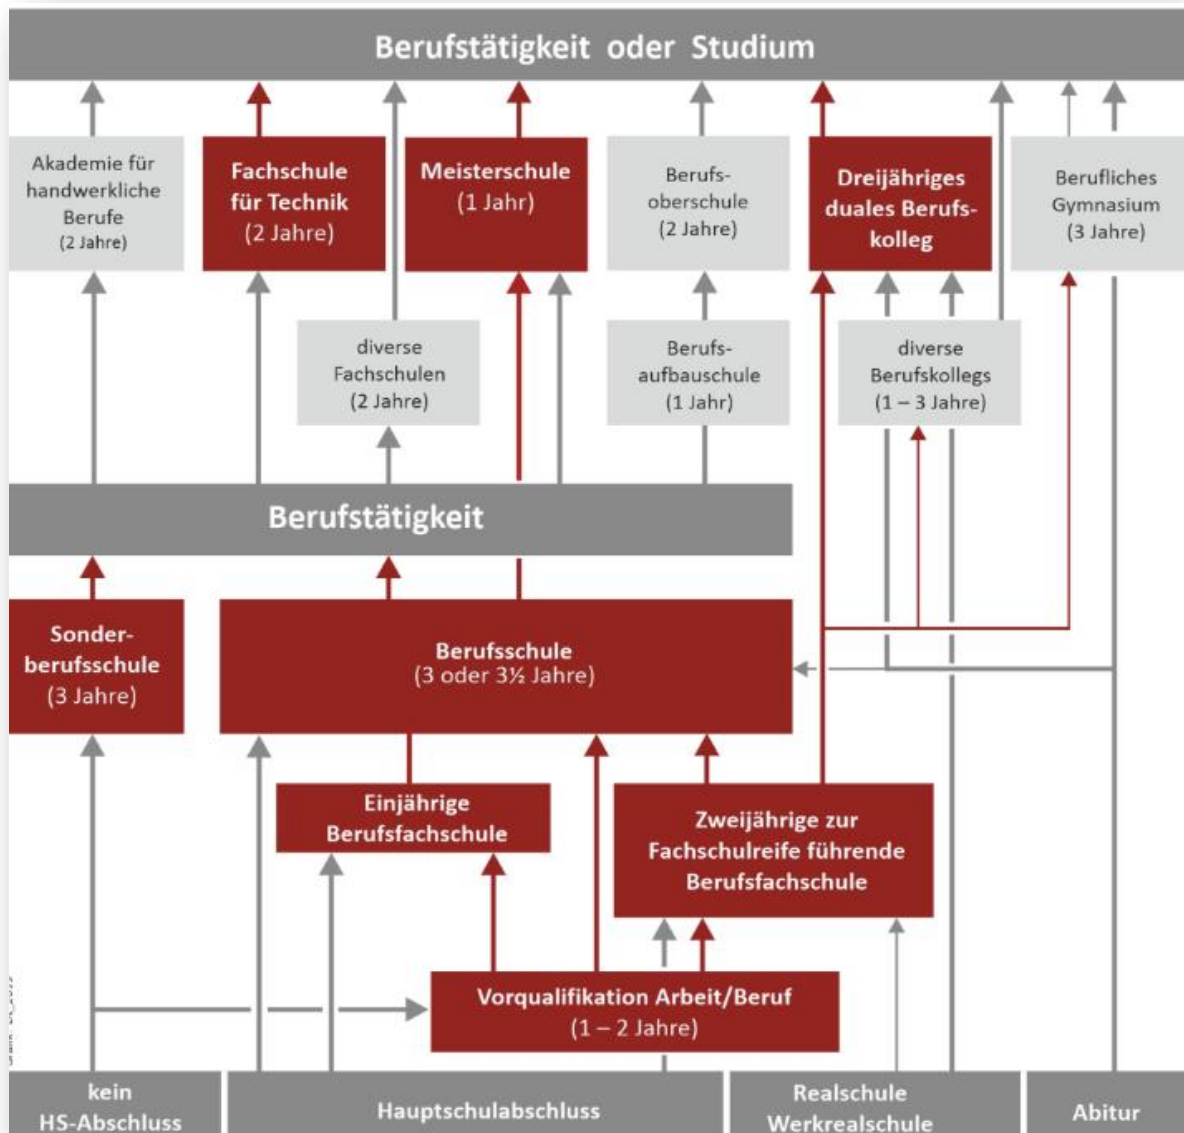 Berufstätigkeit oder Studium
Akademie für
handwerkliche
Berufe
(2 Jahre)
Fachschule
für Technik
(2 Jahre)
Meisterschule
(1 Jahr)
Berufs-
oberschule
(2 Jahre)
Dreijähriges
duales Berufs-
kolleg
Berufliches
Gymnasium
(3 Jahre)
diverse
Fachschulen
(2 Jahre)
Berufs-
aufbauschule
(1 Jahr)
diverse
Berufskollegs
(1 – 3 Jahre)
Berufstätigkeit
Sonder-
berufsschule
(3 Jahre)
Berufsschule
(3 oder 3½ Jahre)
Einjährige
Berufsfachschule
Zweijährige zur
Fachschulreife führende
Berufsfachschule
Vorqualifikation Arbeit/Beruf
(1 – 2 Jahre)
kein
HS-Abschluss
Hauptschulabschluss
Realschule
Werkrealschule
Abitur